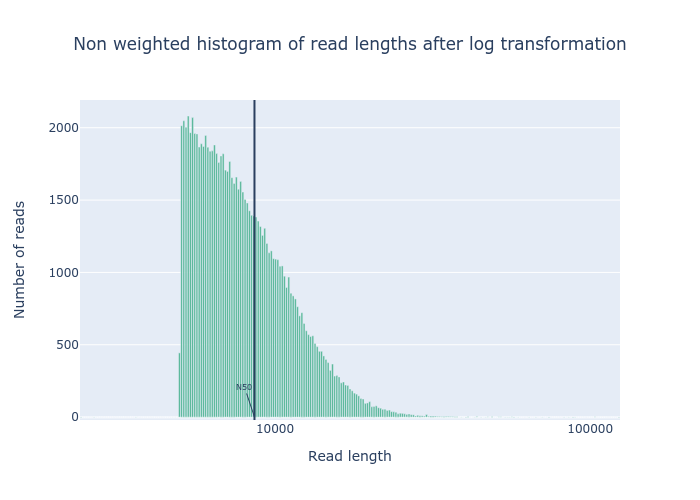 Non weighted histogram of read lengths after log transformation
Number of reads
2000
1500
1000
500
0
N50
10000
100000
Read length